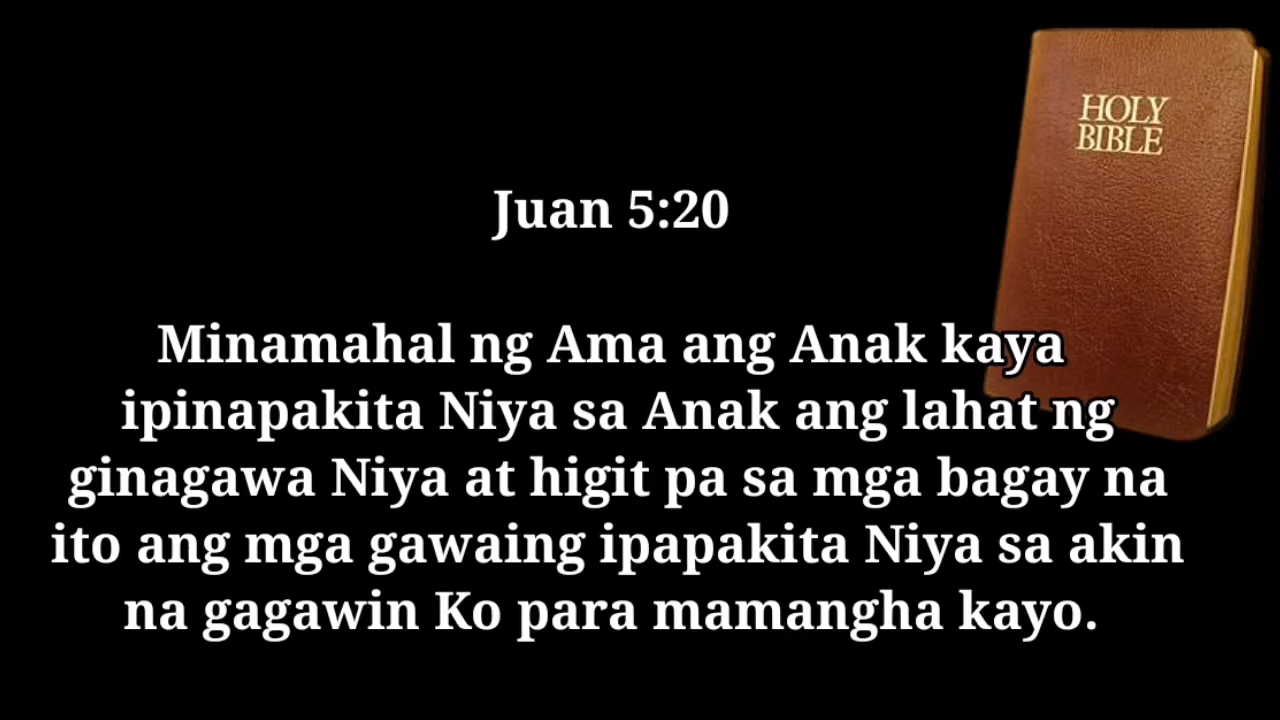 HOLY
BIBLE
Juan 5:20
Minamahal ng Ama ang Anak kaya
ipinapakita Niya sa Anak ang lahat ng
ginagawa Niya at higit pa sa mga bagay na
ito ang mga gawaing ipapakita Niya sa akin
na gagawin Ko para mamangha kayo.